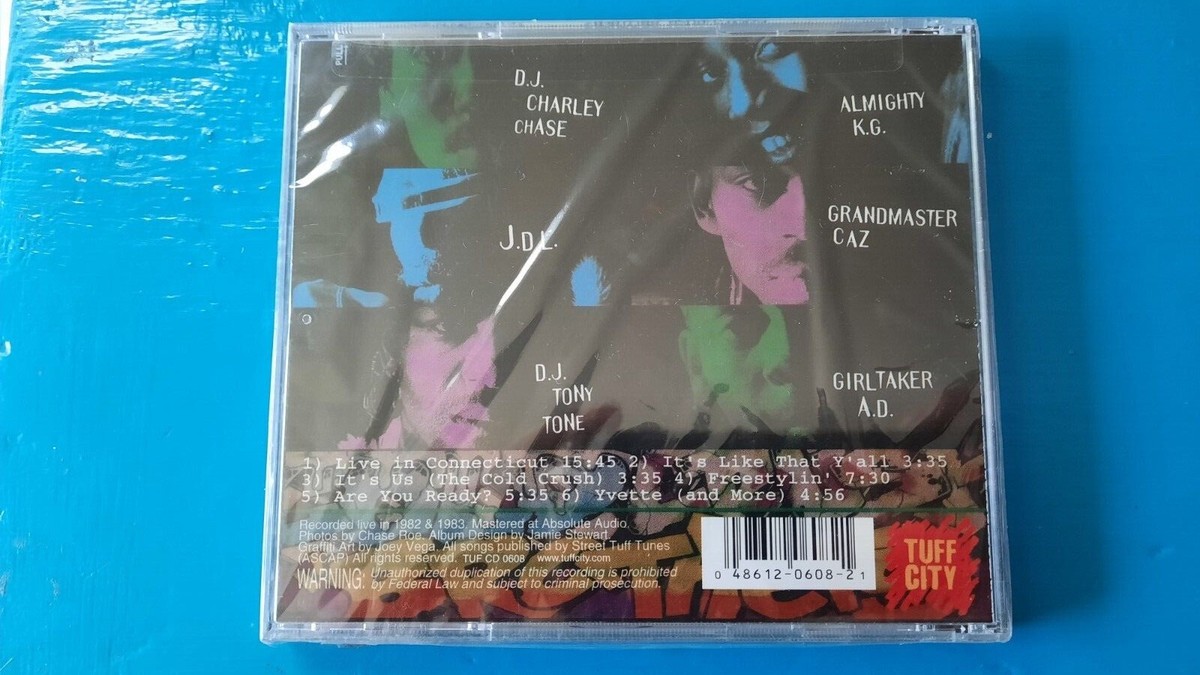 PULL
D.J.
CHARLEY
CHASE
ALMIGHTY
K.G.
J.D.L.
GRANDMASTER
CAZ
D.J.
TONY
TONE
GIRLTAKER
A.D.
1) Live in Connecticut 15:45 2) It's Like That Y'all 3:35
3) It's Us (The Cold Crush) 3:35 4) Freestylin' 7:30
5) Are You Ready? 5:35 6) Yvette (and More) 4:56
Recorded live in 1982 & 1983. Mastered at Absolute Audio.
Photos by Chase Roe. Album Design by Jamie Stewart.
Graffiti Art by Joey Vega. All songs published by Street Tuff Tunes
(ASCAP) All rights reserved. TUF CD 0608 www.tuffcity.com
WARNING: Unauthorized duplication of this recording is prohibited
by Federal Law and subject to criminal prosecution.
0 48612-0608-2 1
TUFF
CITY